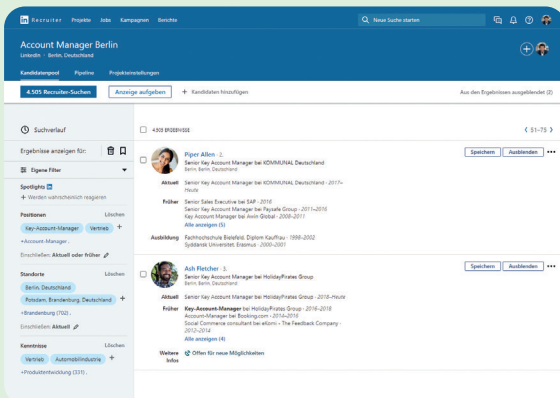 in Recruiter Projekte Jobs Kampagnen Berichte Neue Suche starten
Account Manager Berlin
LinkedIn · Berlin, Deutschland
Kandidatenpool Pipeline Projekteinstellungen
4.505 Recruiter-Suchen Anzeige aufgeben + Kandidaten hinzufügen Aus den Ergebnissen ausgeblendet (2)
Suchverlauf
4.505 ERGEBNISSE 51–75
Ergebnisse anzeigen für:
Eigene Filter
Spotlights in
+ Werden wahrscheinlich reagieren
Positionen Löschen
Key-Account-Manager Vertrieb +
+Account-Manager..
Einschließen: Aktuell oder früher
Standorte Löschen
Berlin, Deutschland
Potsdam, Brandenburg, Deutschland +
+Brandenburg (702)..
Einschließen: Aktuell
Kenntnisse Löschen
Vertrieb Automobilindustrie +
+Produktentwicklung (331)..
Piper Allen · 2.
Speichern Ausblenden
Senior Key Account Manager bei KOMMUNAL Deutschland
Berlin, Berlin, Deutschland
Aktuell Senior Key Account Manager bei KOMMUNAL Deutschland · 2017–
Heute
Früher Senior Sales Executive bei SAP · 2016
Senior Key Account Manager bei Paysafe Group · 2011–2016
Key Account Manager bei Awin Global · 2008–2011
Alle anzeigen (5)
Ausbildung Fachhochschule Bielefeld, Diplom Kauffrau · 1998–2002
Syddansk Universitet, Erasmus · 2000–2001
Ash Fletcher · 2.
Speichern Ausblenden
Senior Key Account Manager bei HolidayPirates Group
Berlin, Berlin, Deutschland
Aktuell Senior Key Account Manager bei HolidayPirates Group · 2018–Heute
Früher Key-Account-Manager bei HolidayPirates Group · 2016–2018
Account-Manager bei Booking.com · 2014–2016
Social Commerce consultant bei eKomi – The Feedback Company ·
2012–2014
Alle anzeigen (4)
Weitere Infos Offen für neue Möglichkeiten